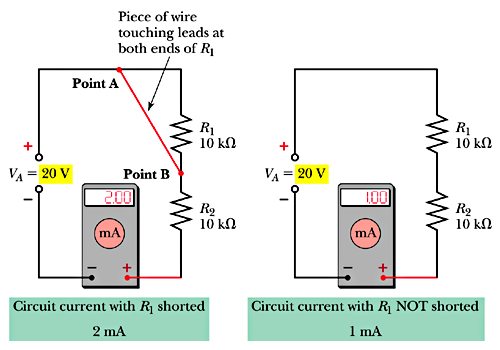 Piece of wire
touching leads at
both ends of R1
Point A
+
R1
10 kΩ
VA = 20 V
Point B
−
2.00
R2
10 kΩ
mA
− +
Circuit current with R1 shorted
2 mA
+
R1
10 kΩ
VA = 20 V
−
1.00
R2
10 kΩ
mA
− +
Circuit current with R1 NOT shorted
1 mA